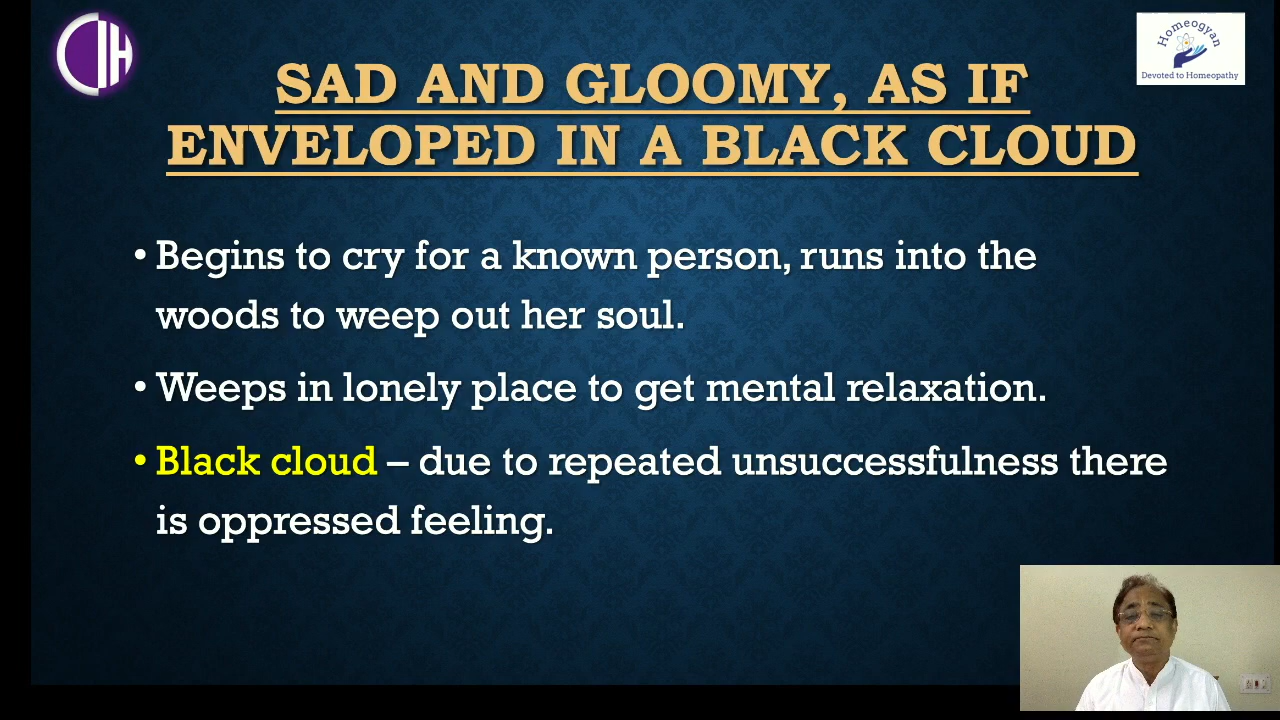 Homeogyan
Devoted to Homeopathy
SAD AND GLOOMY, AS IF
ENVELOPED IN A BLACK CLOUD
• Begins to cry for a known person, runs into the
woods to weep out her soul.
• Weeps in lonely place to get mental relaxation.
• Black cloud – due to repeated unsuccessfulness there
is oppressed feeling.